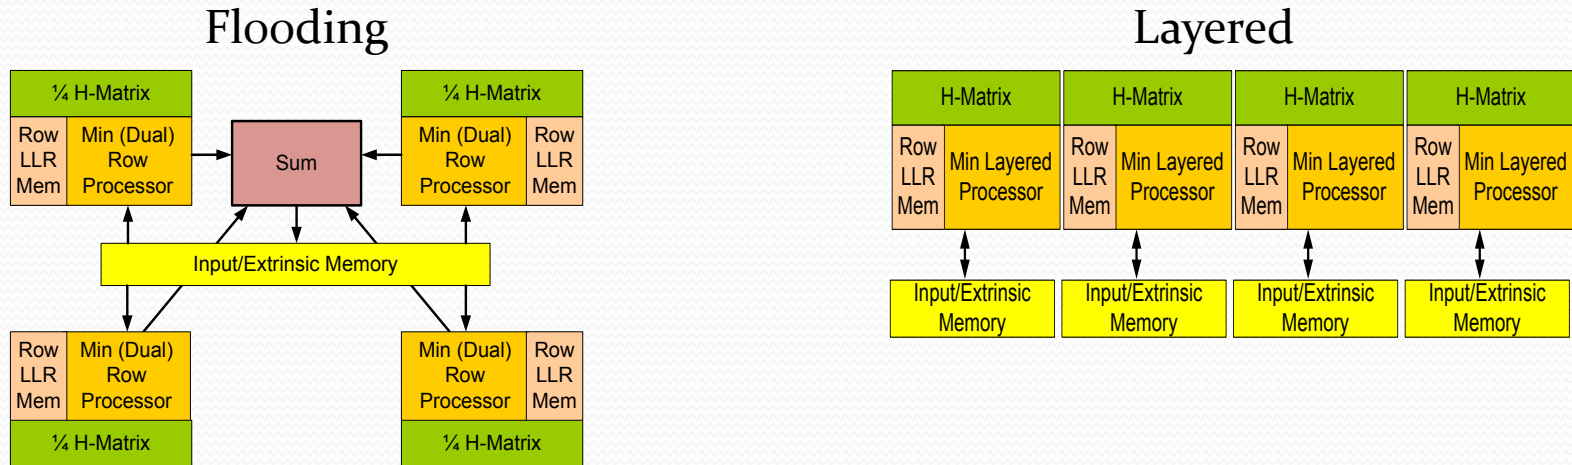 Flooding
¼ H-Matrix
Row
LLR
Mem
Min (Dual)
Row
Processor
Sum
¼ H-Matrix
Min (Dual)
Row
Processor
Row
LLR
Mem
Input/Extrinsic Memory
Row
LLR
Mem
Min (Dual)
Row
Processor
¼ H-Matrix
Min (Dual)
Row
Processor
Row
LLR
Mem
¼ H-Matrix
Layered
H-Matrix
Row
LLR
Mem
Min Layered
Processor
Input/Extrinsic
Memory
H-Matrix
Row
LLR
Mem
Min Layered
Processor
Input/Extrinsic
Memory
H-Matrix
Row
LLR
Mem
Min Layered
Processor
Input/Extrinsic
Memory
H-Matrix
Row
LLR
Mem
Min Layered
Processor
Input/Extrinsic
Memory